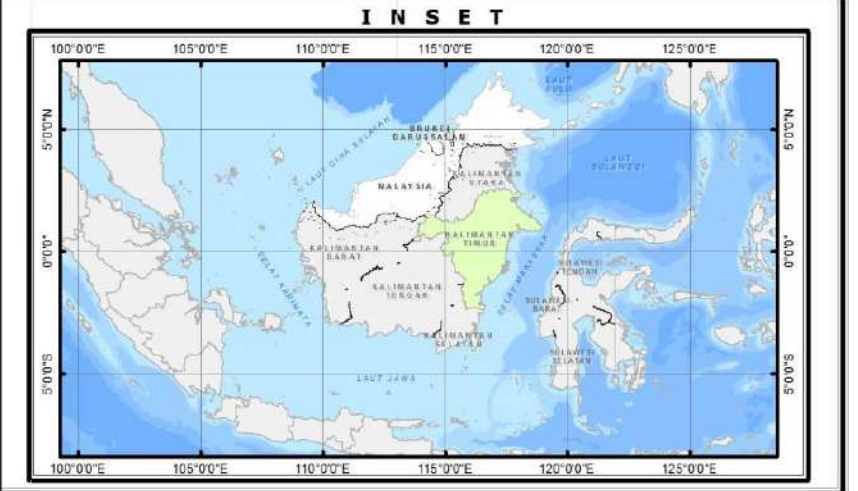 INSET
100°0'0"E 105°0'0"E 110°0'0"E 115°0'0"E 120°0'0"E 125°0'0"E
LAUT
SULU
5°0'0"N
BRUNEI
DARUSSALAM
5°0'0"N
LAUT CINA SELATAN
LAUT
SULAWESI
MALAYSIA
KALIMANTAN
UTARA
0°0'0"
KALIMANTAN
BARAT
KALIMANTAN
TIMUR
0°0'0"
SELAT KARIMATA
SELAT MAKASSAR
SULAWESI
TENGAH
KALIMANTAN
TENGAH
SULAWESI
BARAT
KALIMANTAN
SELATAN
SULAWESI
SELATAN
5°0'0"S
LAUT JAWA
5°0'0"S
100°0'0"E 105°0'0"E 110°0'0"E 115°0'0"E 120°0'0"E 125°0'0"E